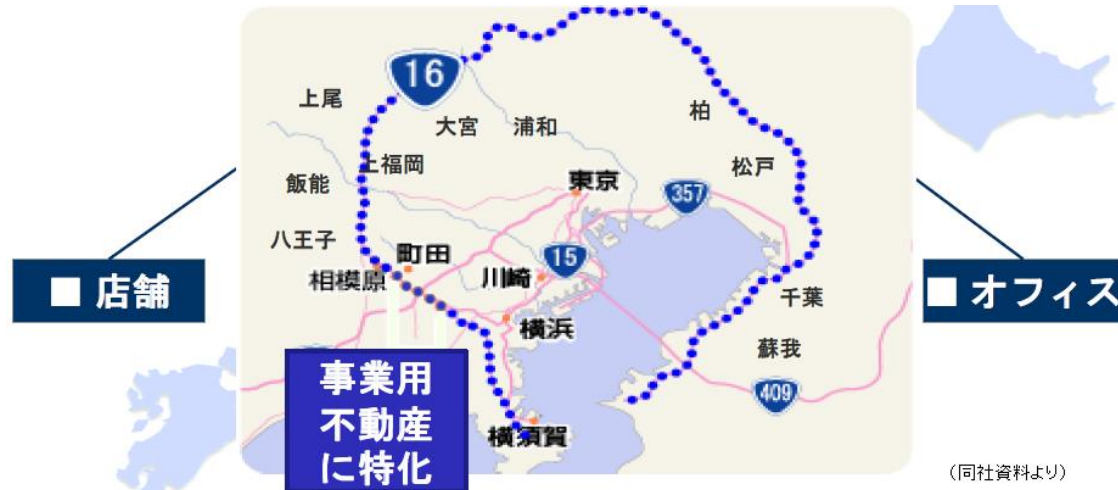 16
上尾
大宮
浦和
柏
上福岡
松戸
飯能
東京
357
八王子
町田
15
■ 店舗
相模原
川崎
■ オフィス
千葉
横浜
蘇我
事業用
不動産
に特化
409
横須賀
(同社資料より)